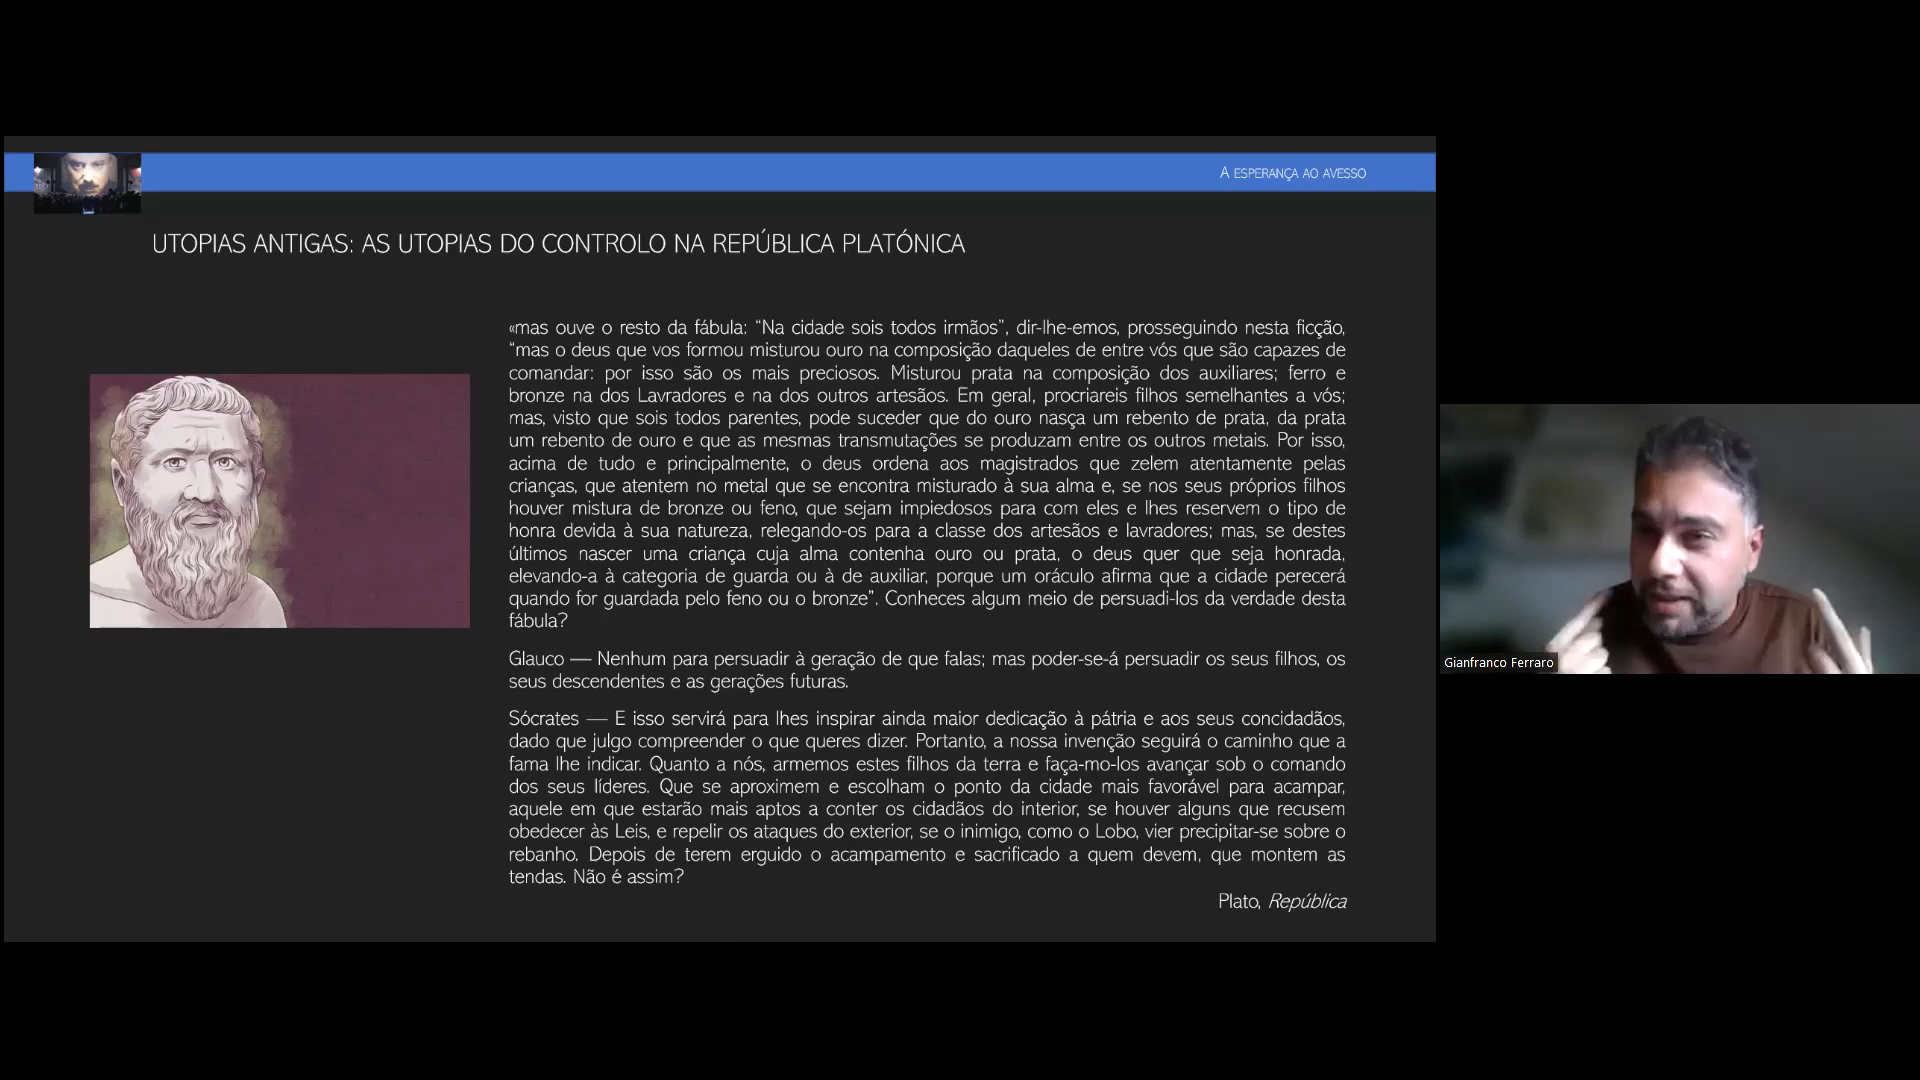 A ESPERANÇA AO AVESSO
UTOPIAS ANTIGAS: AS UTOPIAS DO CONTROLO NA REPÚBLICA PLATÓNICA
«mas ouve o resto da fábula: “Na cidade sois todos irmãos”, dir-lhe-emos, prosseguindo nesta ficção,
“mas o deus que vos formou misturou ouro na composição daqueles de entre vós que são capazes de
comandar: por isso são os mais preciosos. Misturou prata na composição dos auxiliares; ferro e
bronze na dos Lavradores e na dos outros artesãos. Em geral, procriareis filhos semelhantes a vós;
mas, visto que sois todos parentes, pode suceder que do ouro nasça um rebento de prata, da prata
um rebento de ouro e que as mesmas transmutações se produzam entre os outros metais. Por isso,
acima de tudo e principalmente, o deus ordena aos magistrados que zelem atentamente pelas
crianças, que atentem no metal que se encontra misturado à sua alma e, se nos seus próprios filhos
houver mistura de bronze ou feno, que sejam impiedosos para com eles e lhes reservem o tipo de
honra devida à sua natureza, relegando-os para a classe dos artesãos e lavradores; mas, se destes
últimos nascer uma criança cuja alma contenha ouro ou prata, o deus quer que seja honrada,
elevando-a à categoria de guarda ou à de auxiliar, porque um oráculo afirma que a cidade perecerá
quando for guardada pelo feno ou o bronze”. Conheces algum meio de persuadi-los da verdade desta
fábula?
Glauco — Nenhum para persuadir à geração de que falas; mas poder-se-á persuadir os seus filhos, os
seus descendentes e as gerações futuras.
Sócrates — E isso servirá para lhes inspirar ainda maior dedicação à pátria e aos seus concidadãos,
dado que julgo compreender o que queres dizer. Portanto, a nossa invenção seguirá o caminho que a
fama lhe indicar. Quanto a nós, armemos estes filhos da terra e faça-mo-los avançar sob o comando
dos seus líderes. Que se aproximem e escolham o ponto da cidade mais favorável para acampar,
aquele em que estarão mais aptos a conter os cidadãos do interior, se houver alguns que recusem
obedecer às Leis, e repelir os ataques do exterior, se o inimigo, como o Lobo, vier precipitar-se sobre o
rebanho. Depois de terem erguido o acampamento e sacrificado a quem devem, que montem as
tendas. Não é assim?
Plato, República
Gianfranco Ferraro